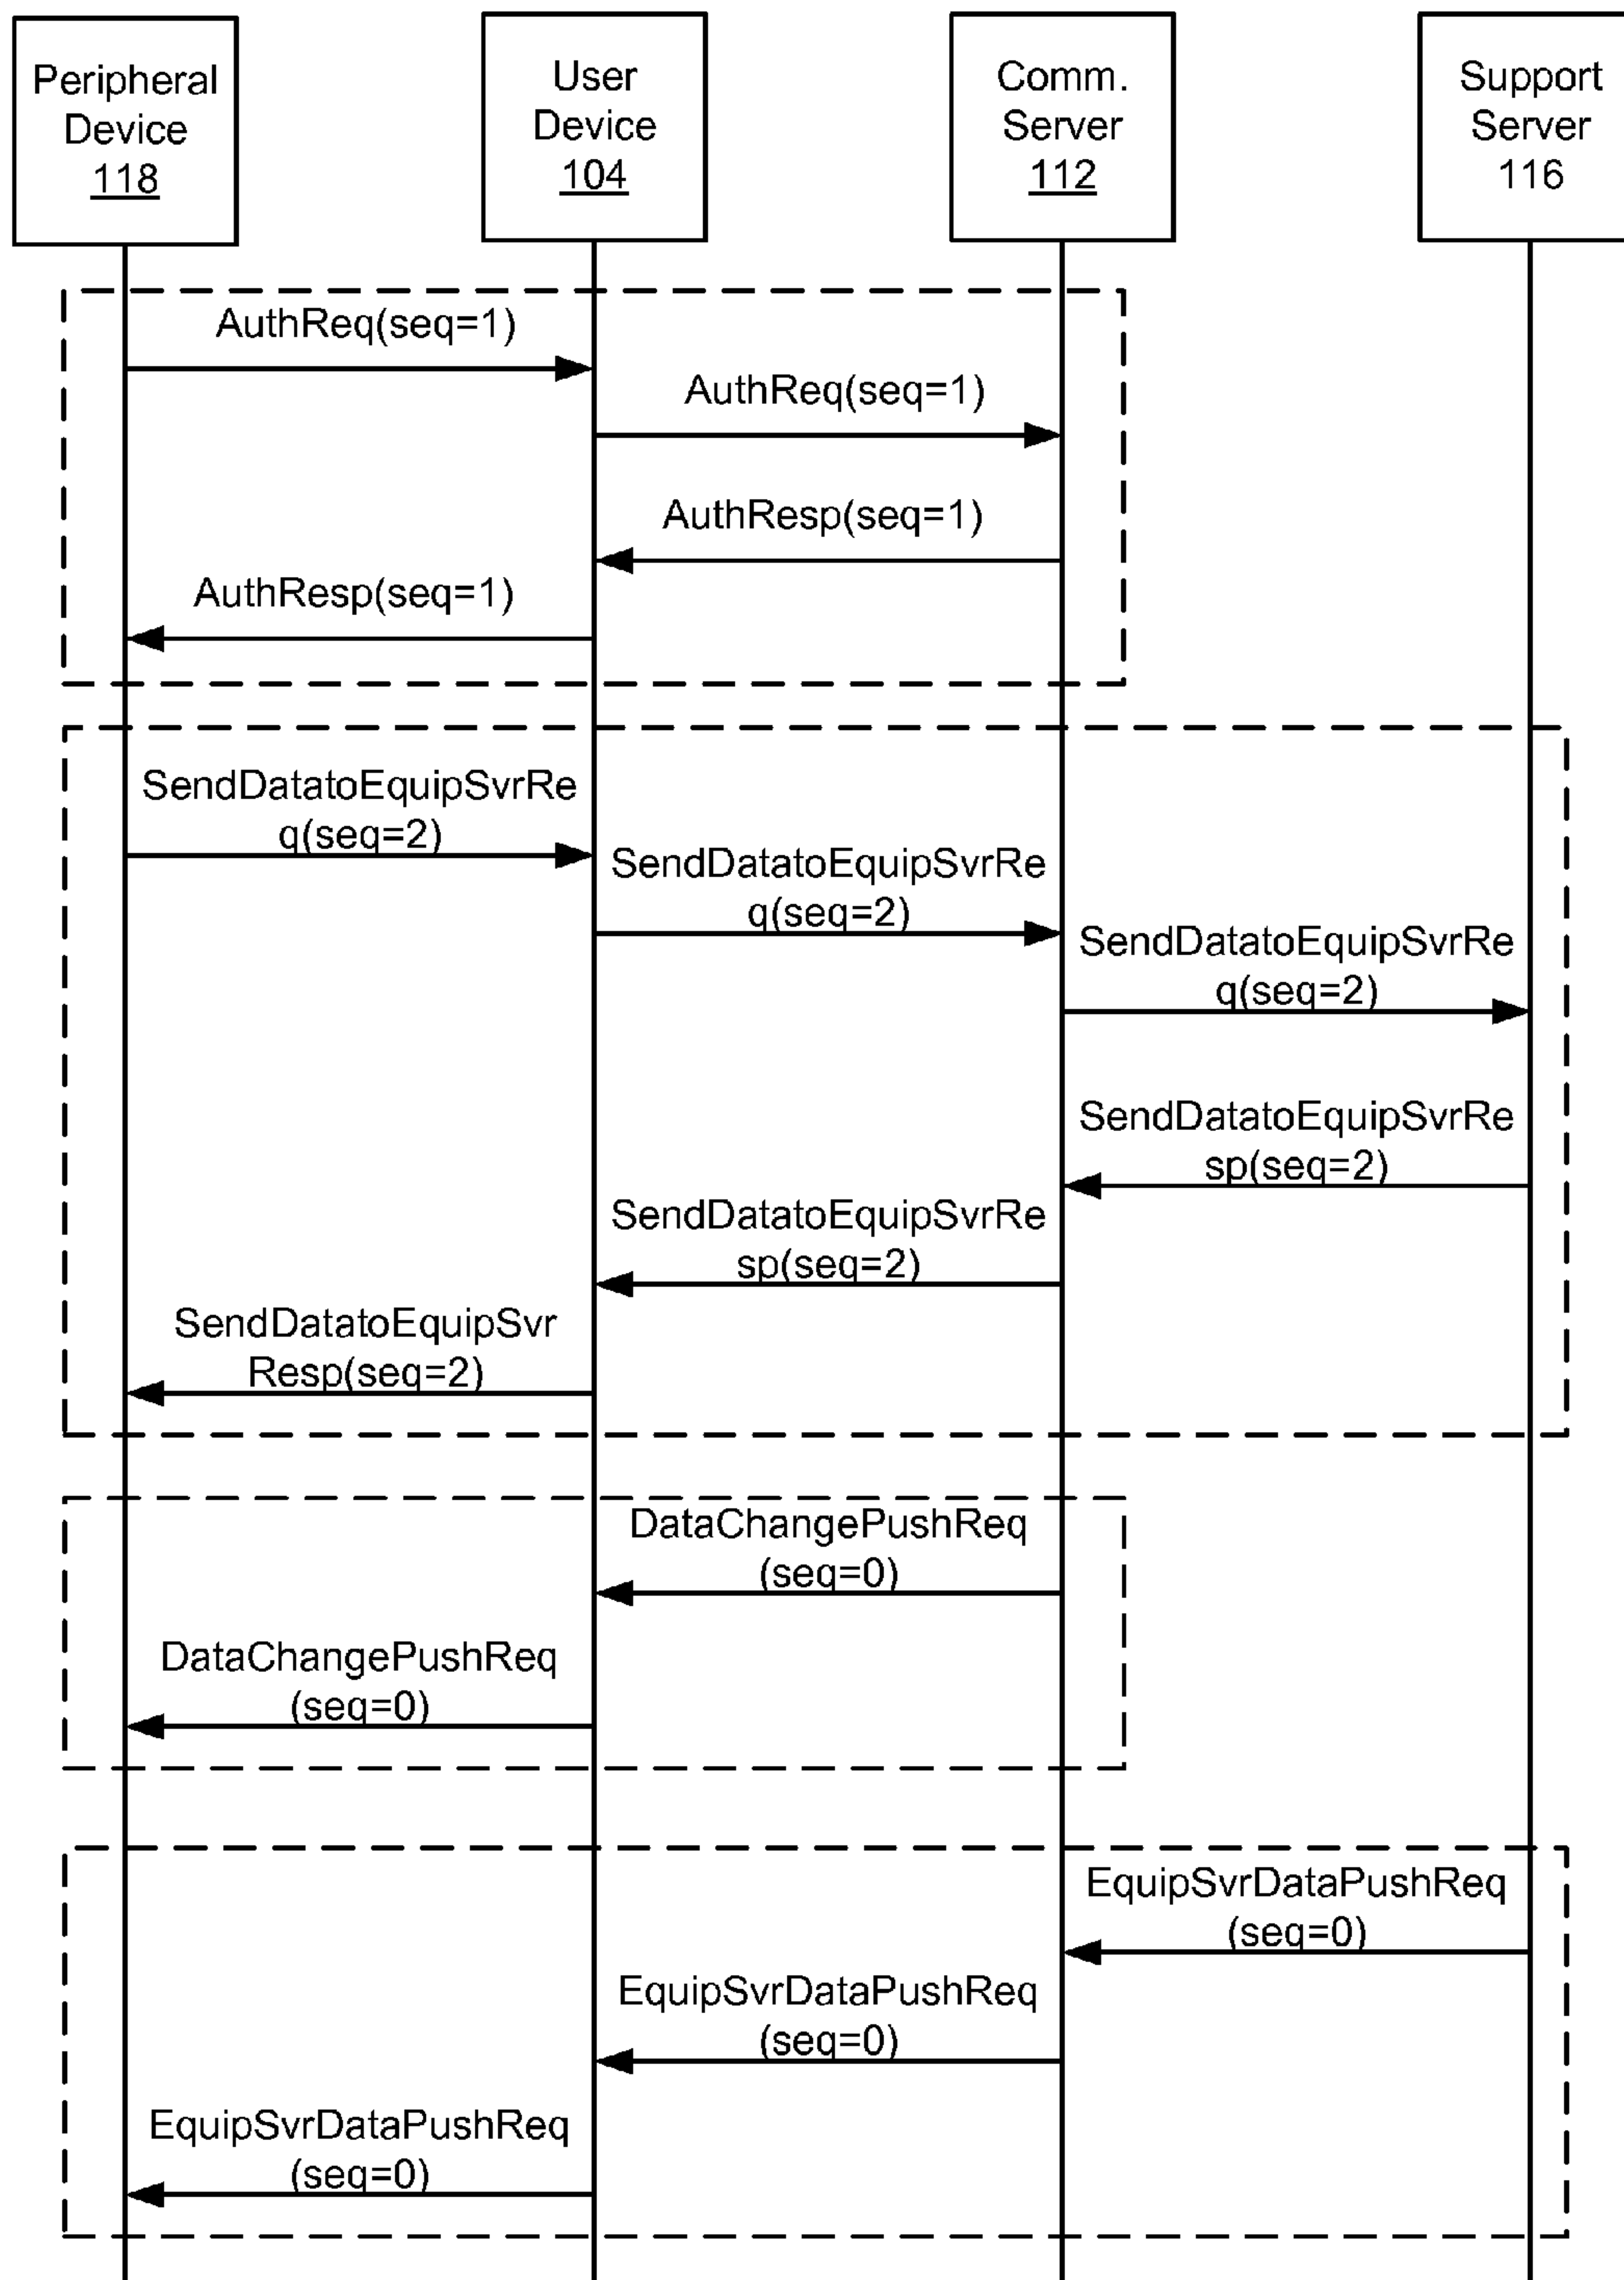 Peripheral
Device
118
User
Device
104
Comm.
Server
112
Support
Server
116
AuthReq(seq=1)
AuthReq(seq=1)
AuthResp(seq=1)
AuthResp(seq=1)
SendDatatoEquipSvrRe
q(seq=2)
SendDatatoEquipSvrRe
q(seq=2)
SendDatatoEquipSvrRe
q(seq=2)
SendDatatoEquipSvrRe
sp(seq=2)
SendDatatoEquipSvrRe
sp(seq=2)
SendDatatoEquipSvr
Resp(seq=2)
DataChangePushReq
(seq=0)
DataChangePushReq
(seq=0)
EquipSvrDataPushReq
(seq=0)
EquipSvrDataPushReq
(seq=0)
EquipSvrDataPushReq
(seq=0)